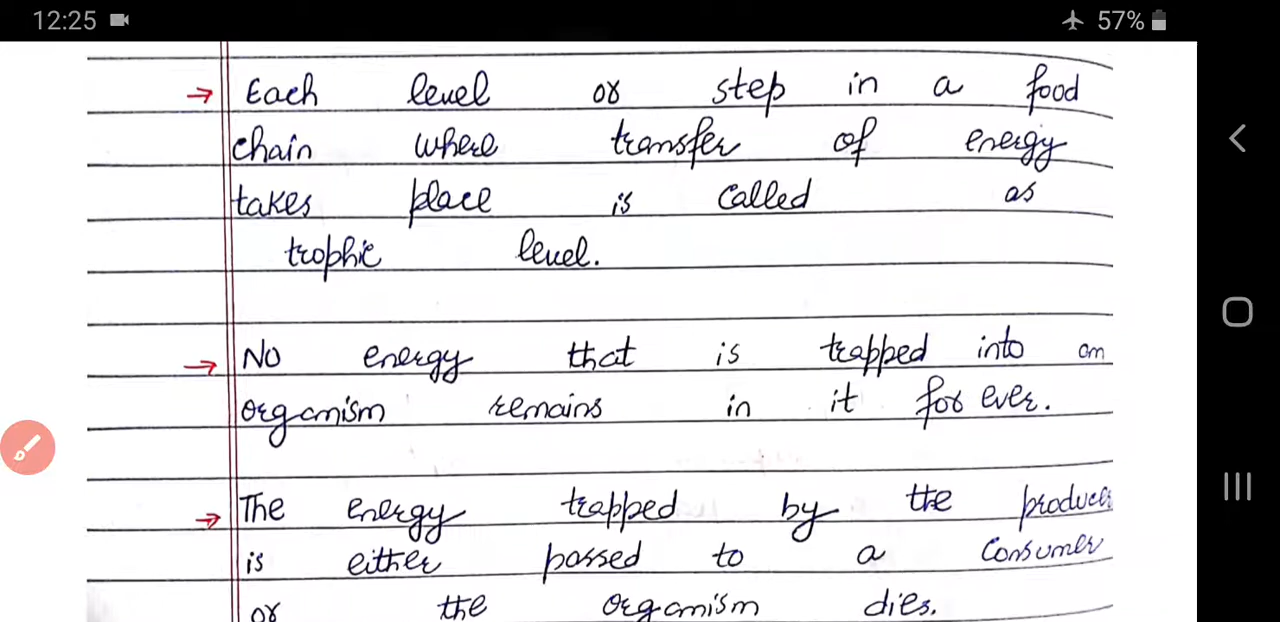 12:25
57%
→ Each level or step in a food
chain where transfer of energy
takes place is called as
trophic level.
→ No energy that is trapped into an
organism remains in it for ever.
→ The energy trapped by the producer
is either passed to a consumer
or the organism dies.